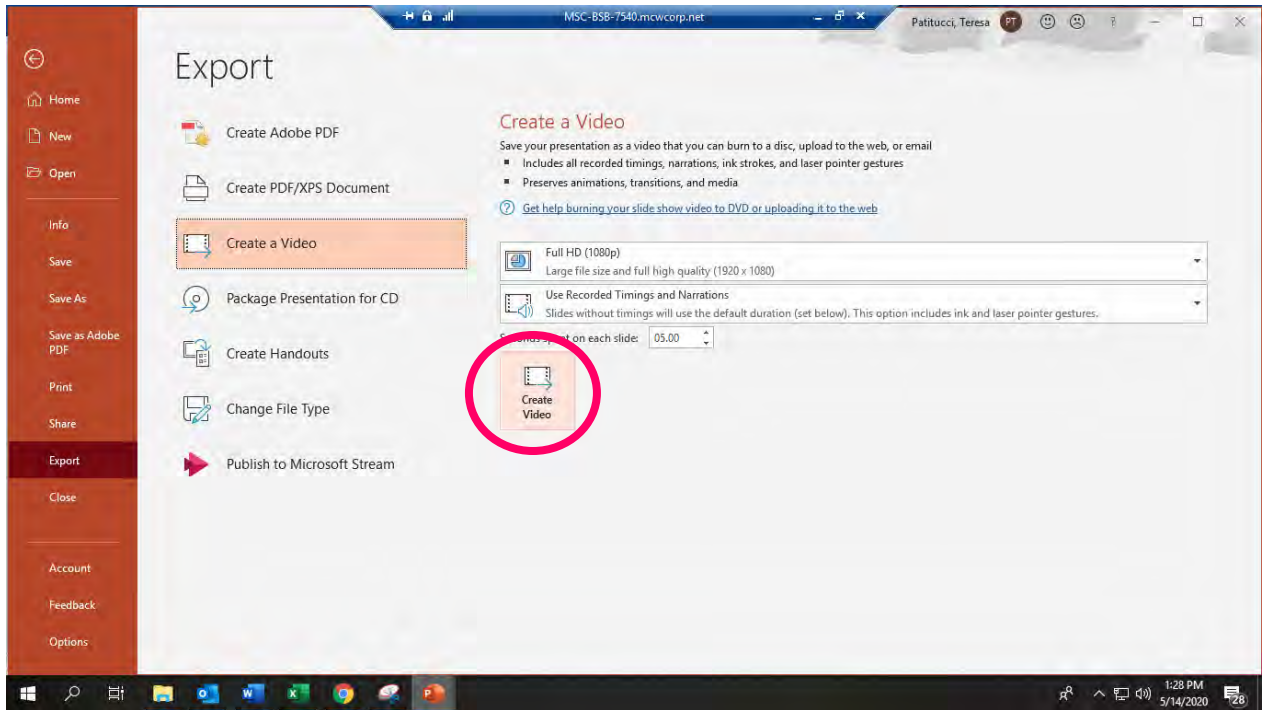 MSC-BSB-7540.mcwcorp.net
Patitucci, Teresa PT
Export
Home
New
Open
Info
Save
Save As
Save as Adobe
PDF
Print
Share
Export
Close
Account
Feedback
Options
Create Adobe PDF
Create PDF/XPS Document
Create a Video
Package Presentation for CD
Create Handouts
Change File Type
Publish to Microsoft Stream
Create a Video
Save your presentation as a video that you can burn to a disc, upload to the web, or email
Includes all recorded timings, narrations, ink strokes, and laser pointer gestures
Preserves animations, transitions, and media
Get help burning your slide show video to DVD or uploading it to the web
Full HD (1080p)
Large file size and full high quality (1920 x 1080)
Use Recorded Timings and Narrations
Slides without timings will use the default duration (set below). This option includes ink and laser pointer gestures.
on each slide: 05.00
Create
Video
1:28 PM
5/14/2020
28